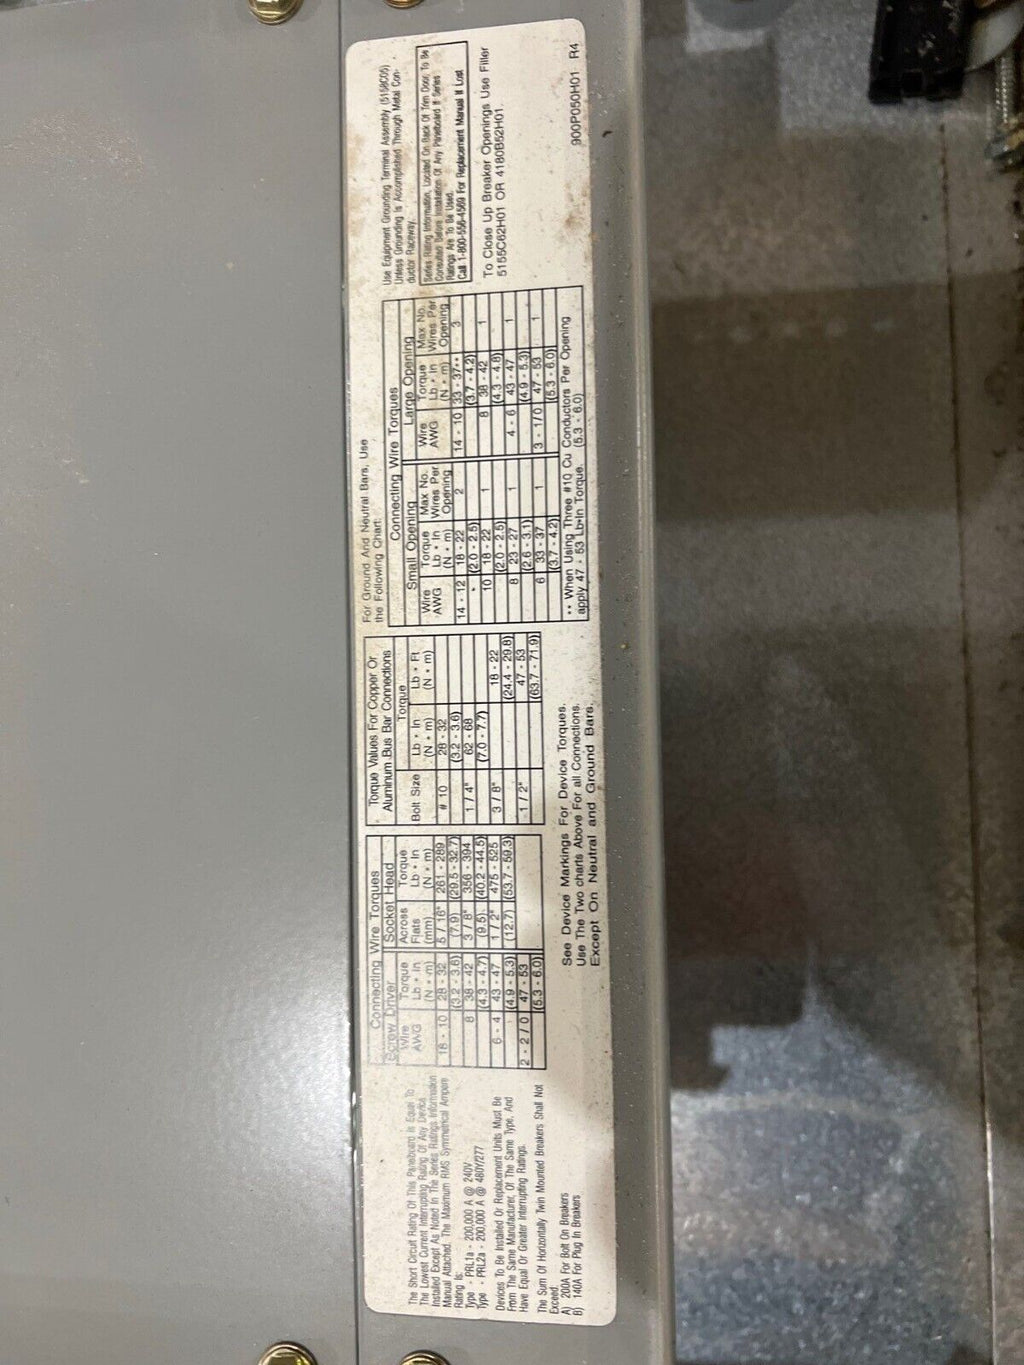 The Short Circuit Rating Of This Panelboard Is Equal To
The Lowest Current Interrupting Rating Of Any Device
Installed Except As Noted In The Series Ratings Information
Manual Attached. The Maximum RMS Symmetrical Ampere
Rating Is:
Type - PRL1a - 200,000 A @ 240V
Type - PRL2a - 200,000 A @ 480Y/277
Devices To Be Installed Or Replacement Units Must Be
From The Same Manufacturer, Of The Same Type, And
Have Equal Or Greater Interrupting Ratings.
The Sum Of Horizontally Twin Mounted Breakers Shall Not
Exceed:
A) 200A For Bolt On Breakers
B) 140A For Plug In Breakers
Connecting Wire Torques
Screw Driver Socket Head
Wire AWG Torque Lb • In (N • m) Across Flats (mm) Torque Lb • In (N • m)
18 - 10 28 - 32 5 / 16" 261 - 289
(3.2 - 3.6) (7.9) (29.5 - 32.7)
8 38 - 42 3 / 8" 356 - 394
(4.3 - 4.7) (9.5) (40.2 - 44.5)
6 - 4 43 - 47 1 / 2" 475 - 525
(4.9 - 5.3) (12.7) (53.7 - 59.3)
2 - 2 / 0 47 - 53
(5.3 - 6.0)
Torque Values For Copper Or
Aluminum Bus Bar Connections
Bolt Size Torque
Lb • In (N • m) Lb • Ft (N • m)
# 10 28 - 32
(3.2 - 3.6)
1 / 4" 62 - 68
(7.0 - 7.7)
3 / 8" 18 - 22
(24.4 - 29.8)
1 / 2" 47 - 53
(63.7 - 71.9)
See Device Markings For Device Torques.
Use The Two charts Above For all Connections.
Except On Neutral and Ground Bars.
For Ground And Neutral Bars, Use
the Following Chart:
Connecting Wire Torques
Small Opening Large Opening
Wire AWG Torque Lb • In (N • m) Max No. Wires Per Opening Wire AWG Torque Lb • In (N • m) Max No. Wires Per Opening
14 - 12 18 - 22 2 14 - 10 33 - 37** 3
(2.0 - 2.5) (3.7 - 4.2)
10 18 - 22 1 8 38 - 42 1
(2.0 - 2.5) (4.3 - 4.8)
8 23 - 27 1 4 - 6 43 - 47 1
(2.6 - 3.1) (4.9 - 5.3)
6 33 - 37 1 3 - 1/0 47 - 53 1
(3.7 - 4.2) (5.3 - 6.0)
** When Using Three #10 Cu Conductors Per Opening
apply 47 - 53 Lb•In Torque. (5.3 - 6.0)
Use Equipment Grounding Terminal Assembly
Unless Grounding Is Accomplished Through Metal Con-
ductor Raceway.
Series Rating Information, Located On Back Of Trim Door, To Be
Consulted Before Installation Of Any Panelboard If Series
Ratings Are To Be Used.
Call 1-800-556-4569 For Replacement Manual If Lost
To Close Up Breaker Openings Use Filler
5155C62H01 OR 4180B52H01.
900P050H01 R4